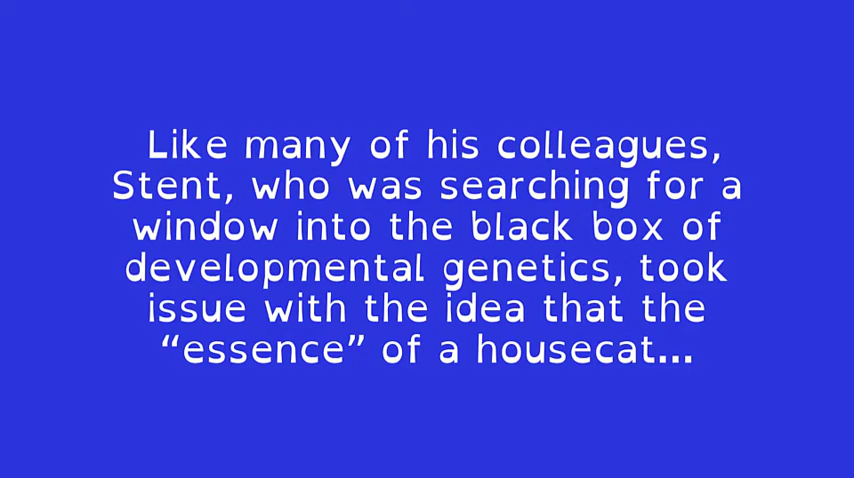 Like many of his colleagues,
Stent, who was searching for a
window into the black box of
developmental genetics, took
issue with the idea that the
“essence” of a housecat...